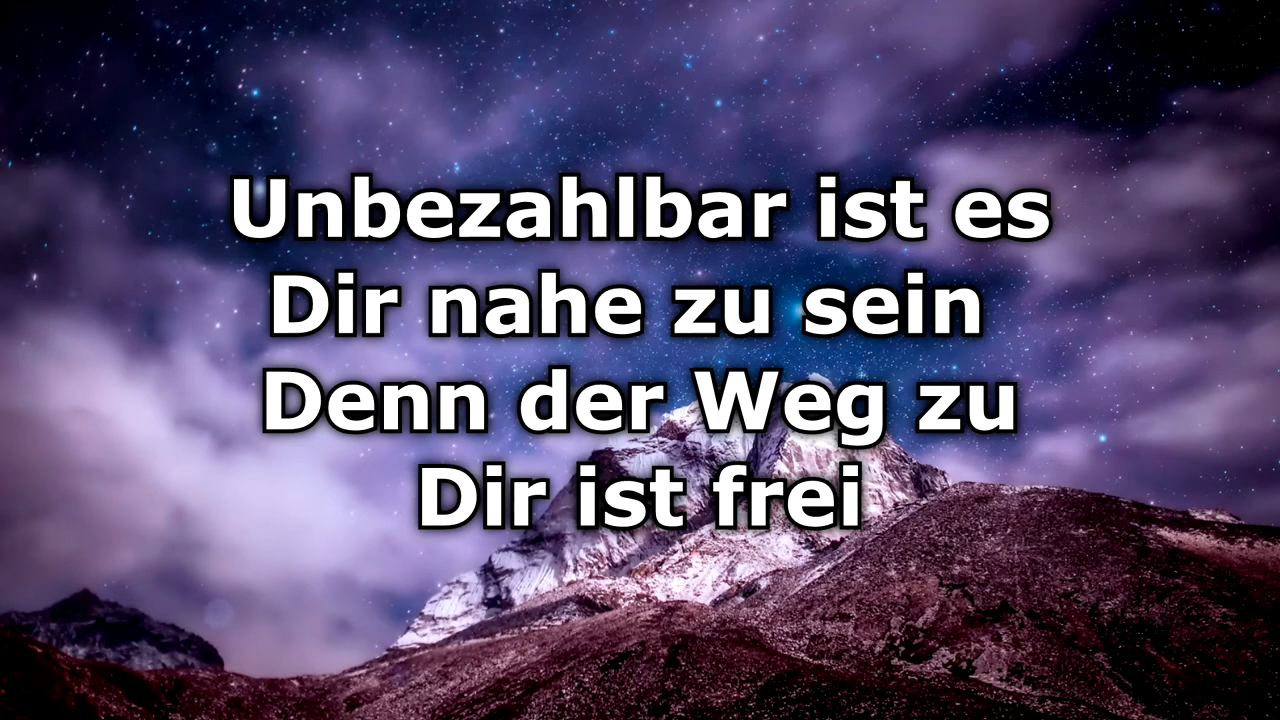 Unbezahlbar ist es
Dir nahe zu sein
Denn der Weg zu
Dir ist frei